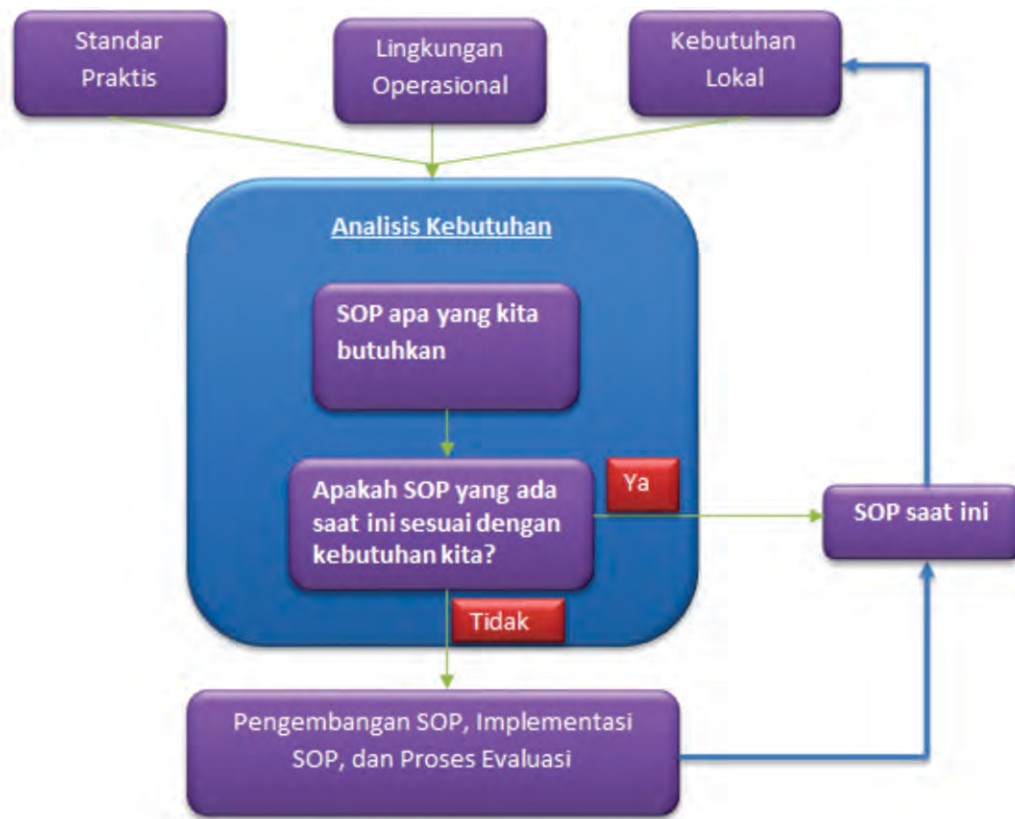 Standar
Praktis
Lingkungan
Operasional
Kebutuhan
Lokal
Analisis Kebutuhan
SOP apa yang kita
butuhkan
Apakah SOP yang ada
saat ini sesuai dengan
kebutuhan kita?
Ya
SOP saat ini
Tidak
Pengembangan SOP, Implementasi
SOP, dan Proses Evaluasi